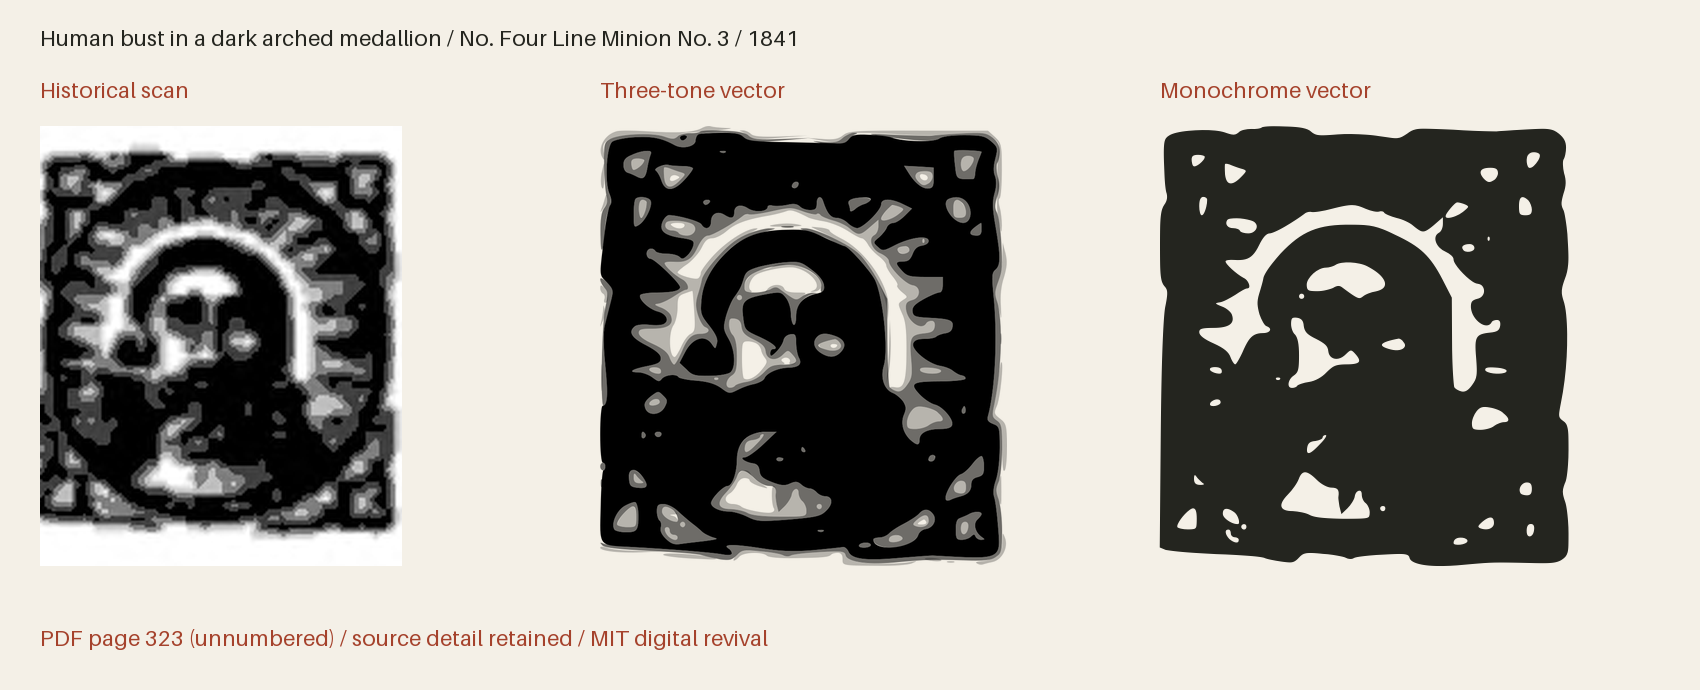 Human bust in a dark arched medallion / No. Four Line Minion No. 3 / 1841
Historical scan
Three-tone vector
Monochrome vector
PDF page 323 (unnumbered) / source detail retained / MIT digital revival